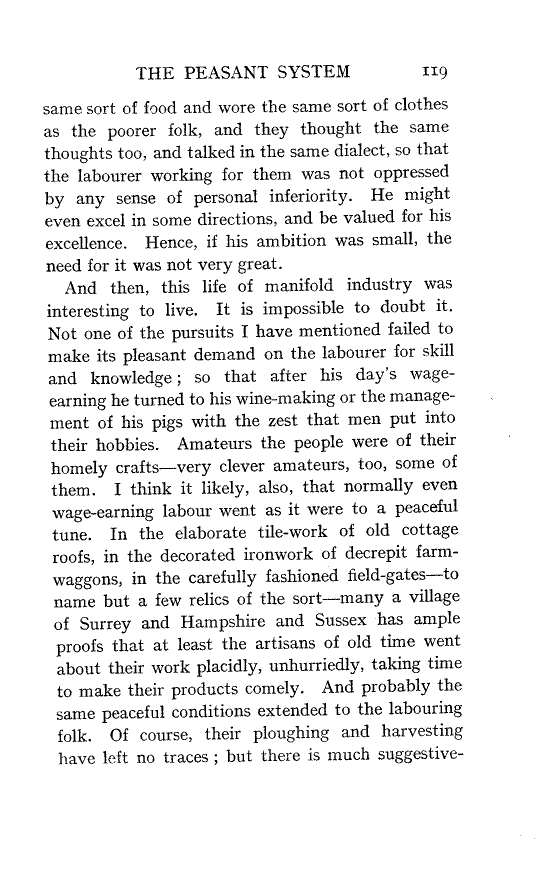 THE PEASANT SYSTEM 119
same sort of food and wore the same sort of clothes
as the poorer folk, and they thought the same
thoughts too, and talked in the same dialect, so that
the labourer working for them was not oppressed
by any sense of personal inferiority. He might
even excel in some directions, and be valued for his
excellence. Hence, if his ambition was small, the
need for it was not very great.
And then, this life of manifold industry was
interesting to live. It is impossible to doubt it.
Not one of the pursuits I have mentioned failed to
make its pleasant demand on the labourer for skill
and knowledge ; so that after his day's wage-
earning he turned to his wine-making or the manage-
ment of his pigs with the zest that men put into
their hobbies. Amateurs the people were of their
homely crafts—very clever amateurs, too, some of
them. I think it likely, also, that normally even
wage-earning labour went as it were to a peaceful
tune. In the elaborate tile-work of old cottage
roofs, in the decorated ironwork of decrepit farm-
waggons, in the carefully fashioned field-gates—to
name but a few relics of the sort—many a village
of Surrey and Hampshire and Sussex has ample
proofs that at least the artisans of old time went
about their work placidly, unhurriedly, taking time
to make their products comely. And probably the
same peaceful conditions extended to the labouring
folk. Of course, their ploughing and harvesting
have left no traces ; but there is much suggestive-